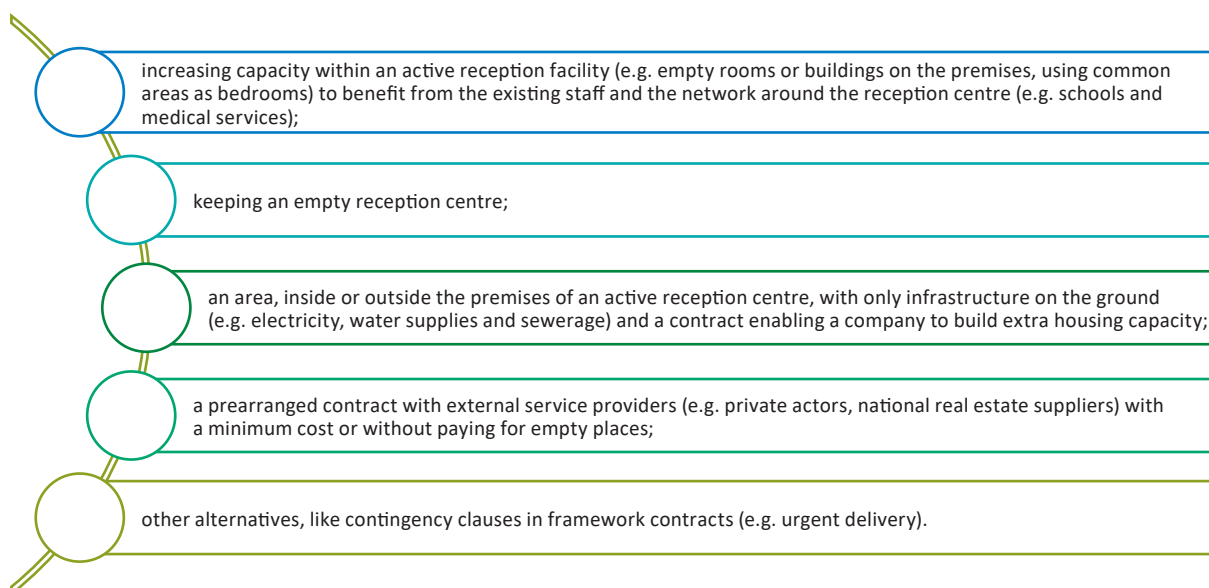 increasing capacity within an active reception facility (e.g. empty rooms or buildings on the premises, using common
areas as bedrooms) to benefit from the existing staff and the network around the reception centre (e.g. schools and
medical services);
keeping an empty reception centre;
an area, inside or outside the premises of an active reception centre, with only infrastructure on the ground
(e.g. electricity, water supplies and sewerage) and a contract enabling a company to build extra housing capacity;
a prearranged contract with external service providers (e.g. private actors, national real estate suppliers) with
a minimum cost or without paying for empty places;
other alternatives, like contingency clauses in framework contracts (e.g. urgent delivery).